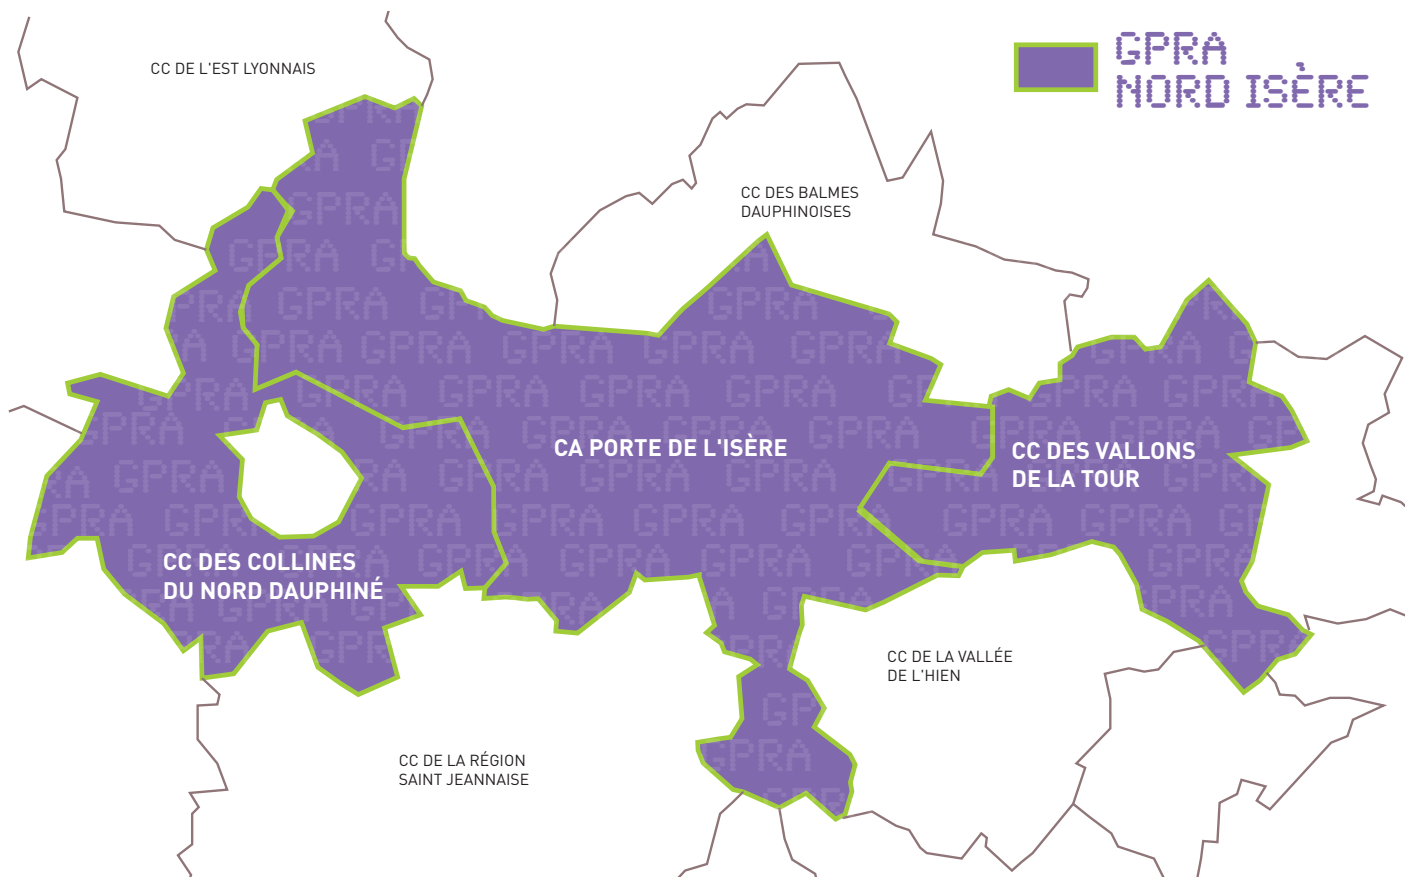 CC DE L'EST LYONNAIS
GPRA
NORD ISÈRE
CC DES BALMES
DAUPHINOISES
CA PORTE DE L'ISÈRE
CC DES VALLONS
DE LA TOUR
CC DES COLLINES
DU NORD DAUPHINÉ
CC DE LA VALLÉE
DE L'HIEN
CC DE LA RÉGION
SAINT JEANNAISE